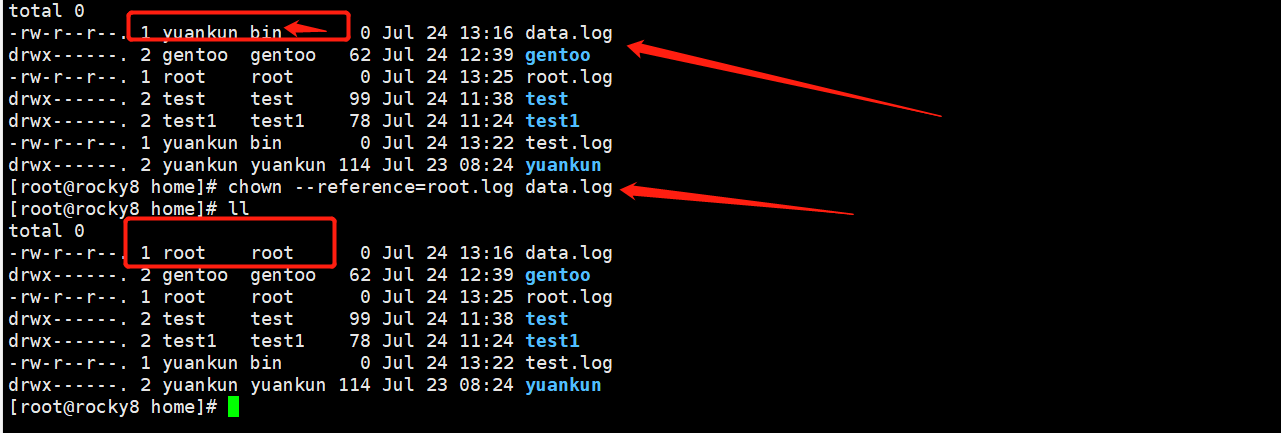 total 0
-rw-r--r--. 1 yuankun bin       0 Jul 24 13:16 data.log
drwx------. 2 gentoo  gentoo   62 Jul 24 12:39 gentoo
-rw-r--r--. 1 root    root      0 Jul 24 13:25 root.log
drwx------. 2 test    test     99 Jul 24 11:38 test
drwx------. 2 test1   test1    78 Jul 24 11:24 test1
-rw-r--r--. 1 yuankun bin       0 Jul 24 13:22 test.log
drwx------. 2 yuankun yuankun 114 Jul 23 08:24 yuankun
[root@rocky8 home]# chown --reference=root.log data.log
[root@rocky8 home]# ll
total 0
-rw-r--r--. 1 root    root      0 Jul 24 13:16 data.log
drwx------. 2 gentoo  gentoo   62 Jul 24 12:39 gentoo
-rw-r--r--. 1 root    root      0 Jul 24 13:25 root.log
drwx------. 2 test    test     99 Jul 24 11:38 test
drwx------. 2 test1   test1    78 Jul 24 11:24 test1
-rw-r--r--. 1 yuankun bin       0 Jul 24 13:22 test.log
drwx------. 2 yuankun yuankun 114 Jul 23 08:24 yuankun
[root@rocky8 home]#